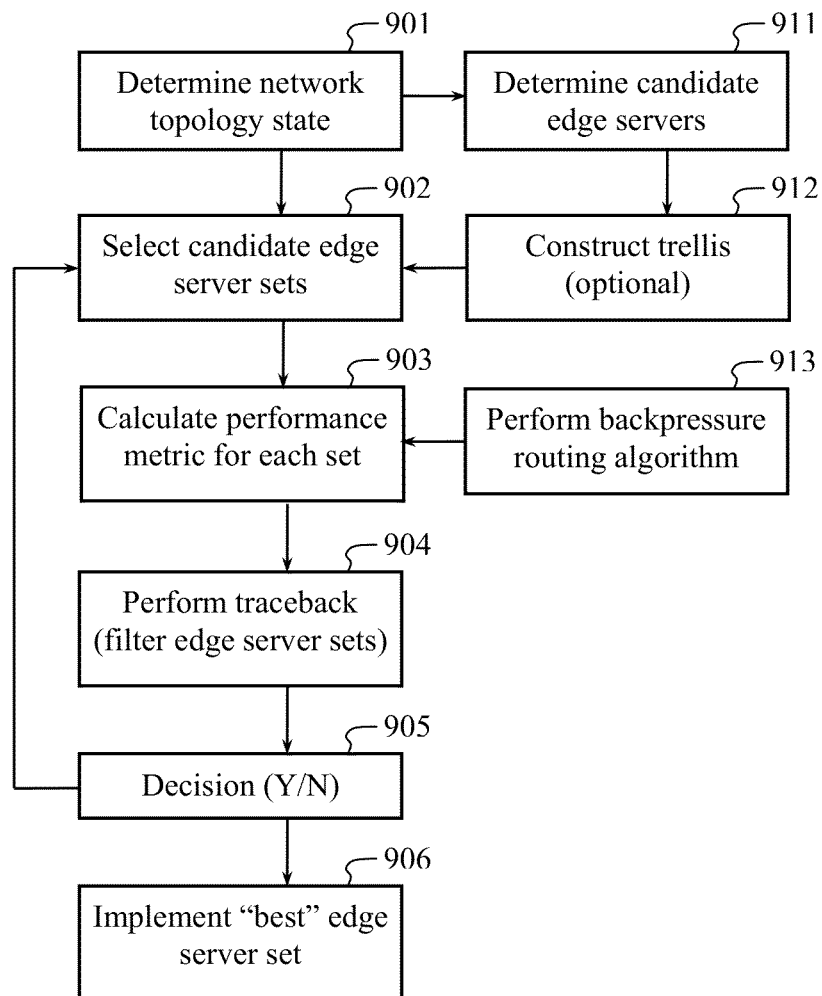 901
Determine network
topology state
911
Determine candidate
edge servers
902
Select candidate edge
server sets
912
Construct trellis
(optional)
903
Calculate performance
metric for each set
913
Perform backpressure
routing algorithm
904
Perform traceback
(filter edge server sets)
905
Decision (Y/N)
906
Implement “best” edge
server set